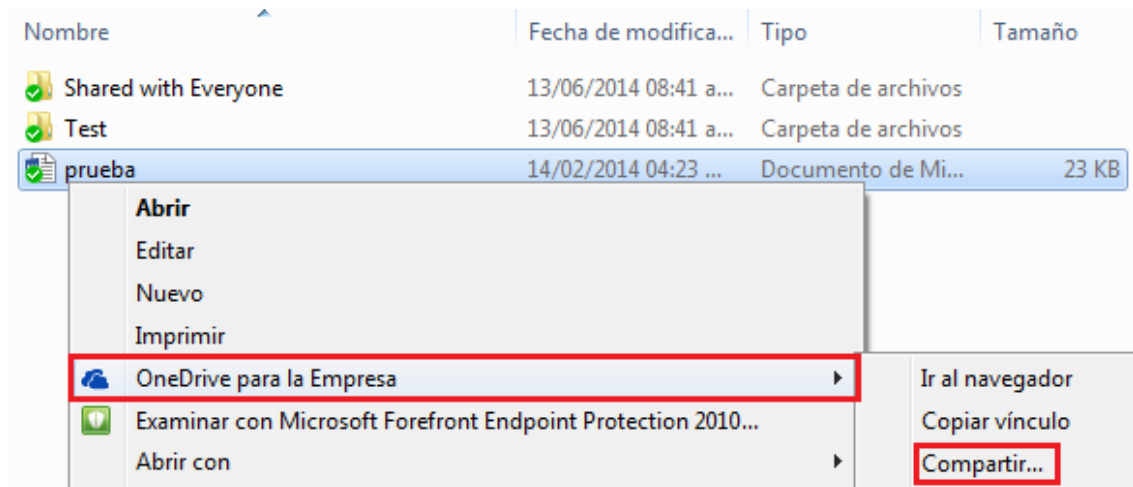 Nombre Fecha de modifica... Tipo Tamaño
Shared with Everyone 13/06/2014 08:41 a... Carpeta de archivos
Test 13/06/2014 08:41 a... Carpeta de archivos
prueba 14/02/2014 04:23 ... Documento de Mi... 23 KB
Abrir
Editar
Nuevo
Imprimir
OneDrive para la Empresa Ir al navegador
Examinar con Microsoft Forefront Endpoint Protection 2010... Copiar vínculo
Abrir con Compartir...